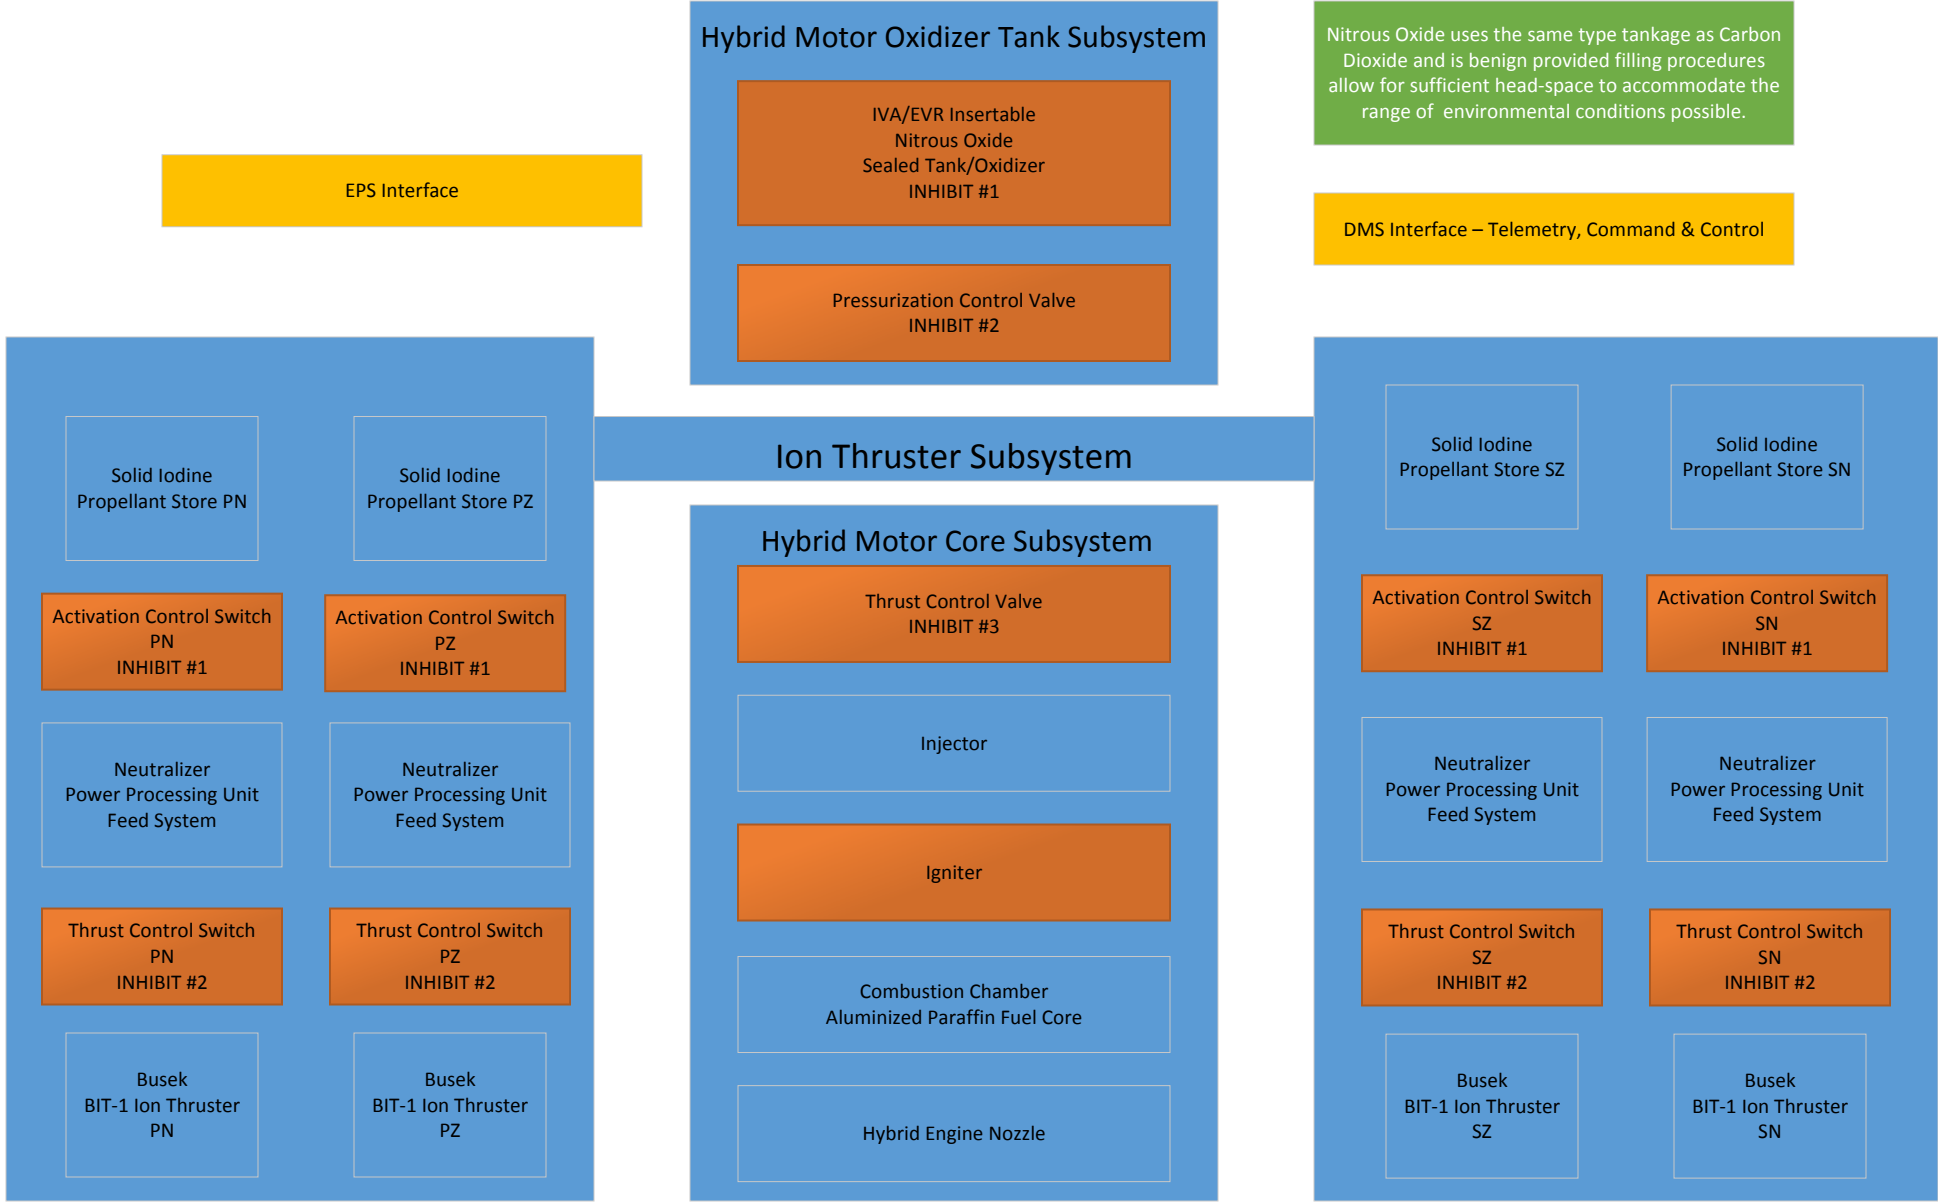 Hybrid Motor Oxidizer Tank Subsystem
IVA/EVR Insertable
Nitrous Oxide
Sealed Tank/Oxidizer
INHIBIT #1
Pressurization Control Valve
INHIBIT #2
Nitrous Oxide uses the same type tankage as Carbon
Dioxide and is benign provided filling procedures
allow for sufficient head-space to accommodate the
range of environmental conditions possible.
EPS Interface
DMS Interface – Telemetry, Command & Control
Ion Thruster Subsystem
Solid Iodine
Propellant Store PN
Solid Iodine
Propellant Store PZ
Activation Control Switch
PN
INHIBIT #1
Activation Control Switch
PZ
INHIBIT #1
Neutralizer
Power Processing Unit
Feed System
Neutralizer
Power Processing Unit
Feed System
Thrust Control Switch
PN
INHIBIT #2
Thrust Control Switch
PZ
INHIBIT #2
Busek
BIT-1 Ion Thruster
PN
Busek
BIT-1 Ion Thruster
PZ
Hybrid Motor Core Subsystem
Thrust Control Valve
INHIBIT #3
Injector
Igniter
Combustion Chamber
Aluminized Paraffin Fuel Core
Hybrid Engine Nozzle
Solid Iodine
Propellant Store SZ
Solid Iodine
Propellant Store SN
Activation Control Switch
SZ
INHIBIT #1
Activation Control Switch
SN
INHIBIT #1
Neutralizer
Power Processing Unit
Feed System
Neutralizer
Power Processing Unit
Feed System
Thrust Control Switch
SZ
INHIBIT #2
Thrust Control Switch
SN
INHIBIT #2
Busek
BIT-1 Ion Thruster
SZ
Busek
BIT-1 Ion Thruster
SN